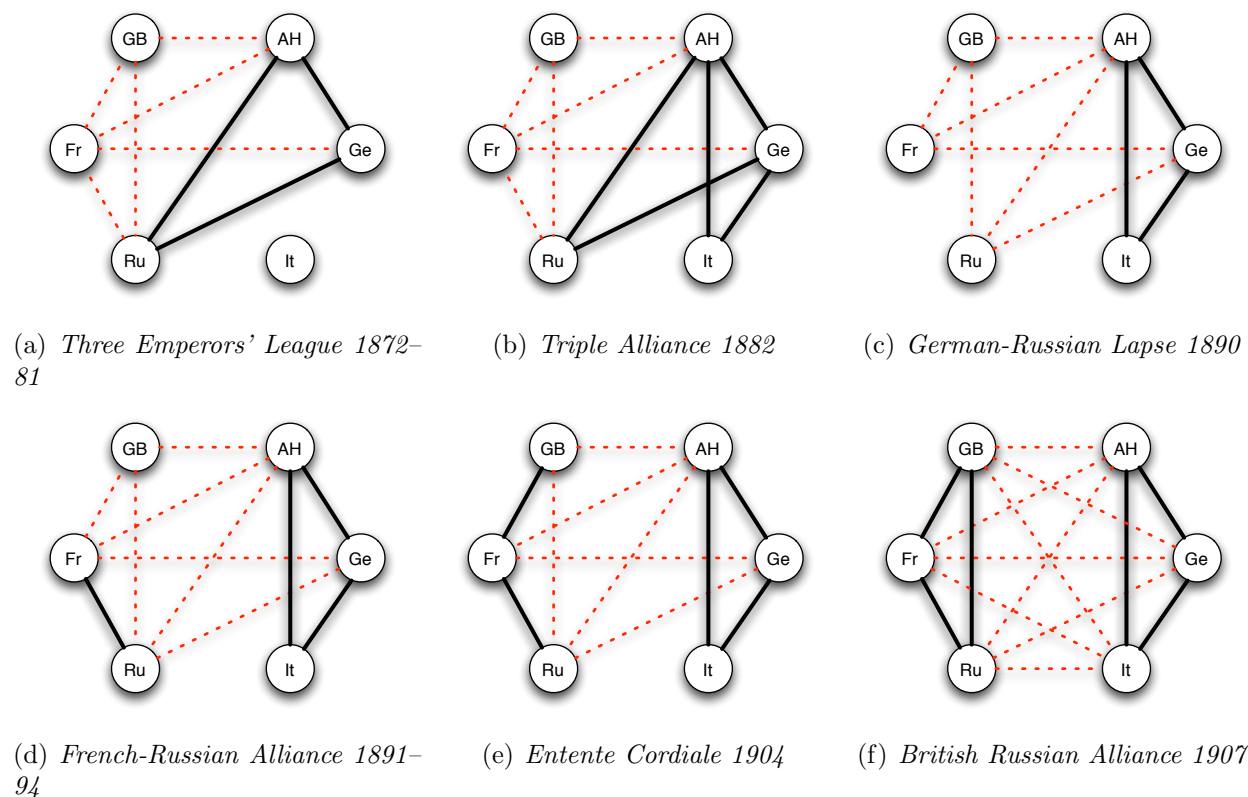 GB AH GB AH GB AH
Fr Ge Fr Ge Fr Ge
Ru It Ru It Ru It
(a) Three Emperors' League 1872– (b) Triple Alliance 1882 (c) German-Russian Lapse 1890
81
GB AH GB AH GB AH
Fr Ge Fr Ge Fr Ge
Ru It Ru It Ru It
(d) French-Russian Alliance 1891– (e) Entente Cordiale 1904 (f) British Russian Alliance 1907
94